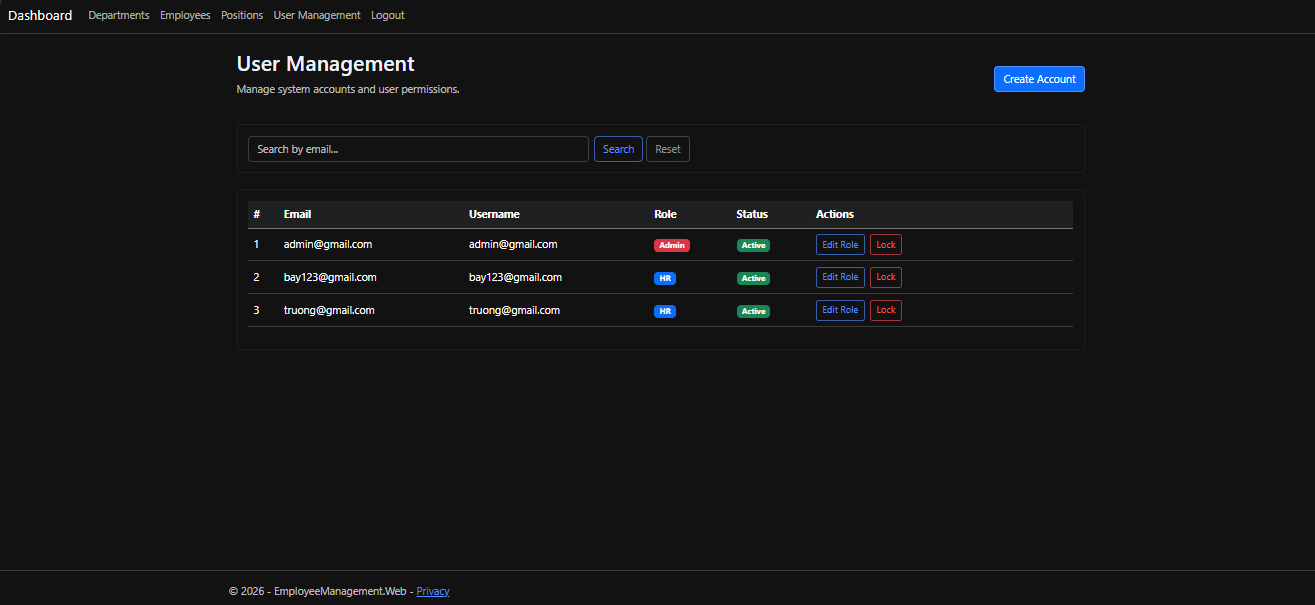 Dashboard Departments Employees Positions User Management Logout
User Management
Manage system accounts and user permissions.
Create Account
Search by email... Search Reset
# Email Username Role Status Actions
1 admin@gmail.com admin@gmail.com Admin Active Edit Role Lock
2 bay123@gmail.com bay123@gmail.com HR Active Edit Role Lock
3 truong@gmail.com truong@gmail.com HR Active Edit Role Lock
© 2026 - EmployeeManagement.Web - Privacy